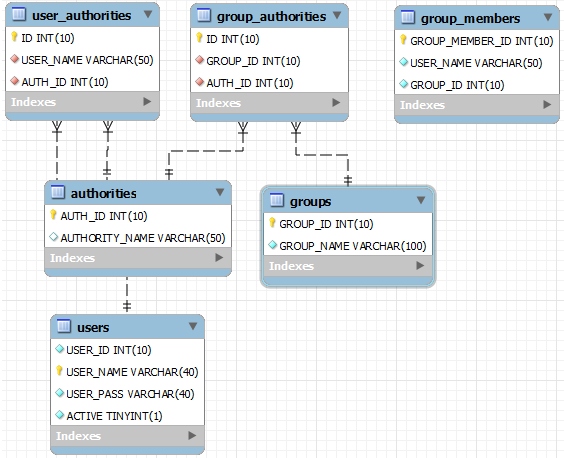 user_authorities
ID INT(10)
USER_NAME VARCHAR(50)
AUTH_ID INT(10)
Indexes
group_authorities
ID INT(10)
GROUP_ID INT(10)
AUTH_ID INT(10)
Indexes
group_members
GROUP_MEMBER_ID INT(10)
USER_NAME VARCHAR(50)
GROUP_ID INT(10)
Indexes
authorities
AUTH_ID INT(10)
AUTHORITY_NAME VARCHAR(50)
Indexes
groups
GROUP_ID INT(10)
GROUP_NAME VARCHAR(100)
Indexes
users
USER_ID INT(10)
USER_NAME VARCHAR(40)
USER_PASS VARCHAR(40)
ACTIVE TINYINT(1)
Indexes